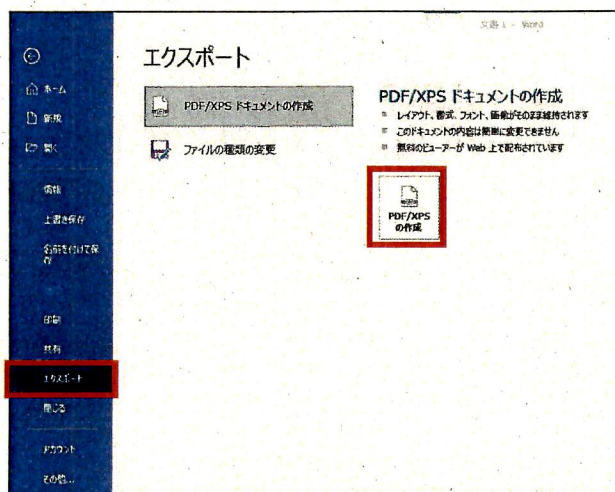 文書 1 - Word
エクスポート
ホーム
新規
開く
情報
上書き保存
名前を付けて保
存
印刷
共有
エクスポート
閉じる
アカウント
その他...
PDF/XPS ドキュメントの作成
ファイルの種類の変更
PDF/XPS ドキュメントの作成
レイアウト、書式、フォント、画像がそのまま維持されます
このドキュメントの内容は簡単に変更できません
無料のビューアーが Web 上で配布されています
PDF/XPS
の作成